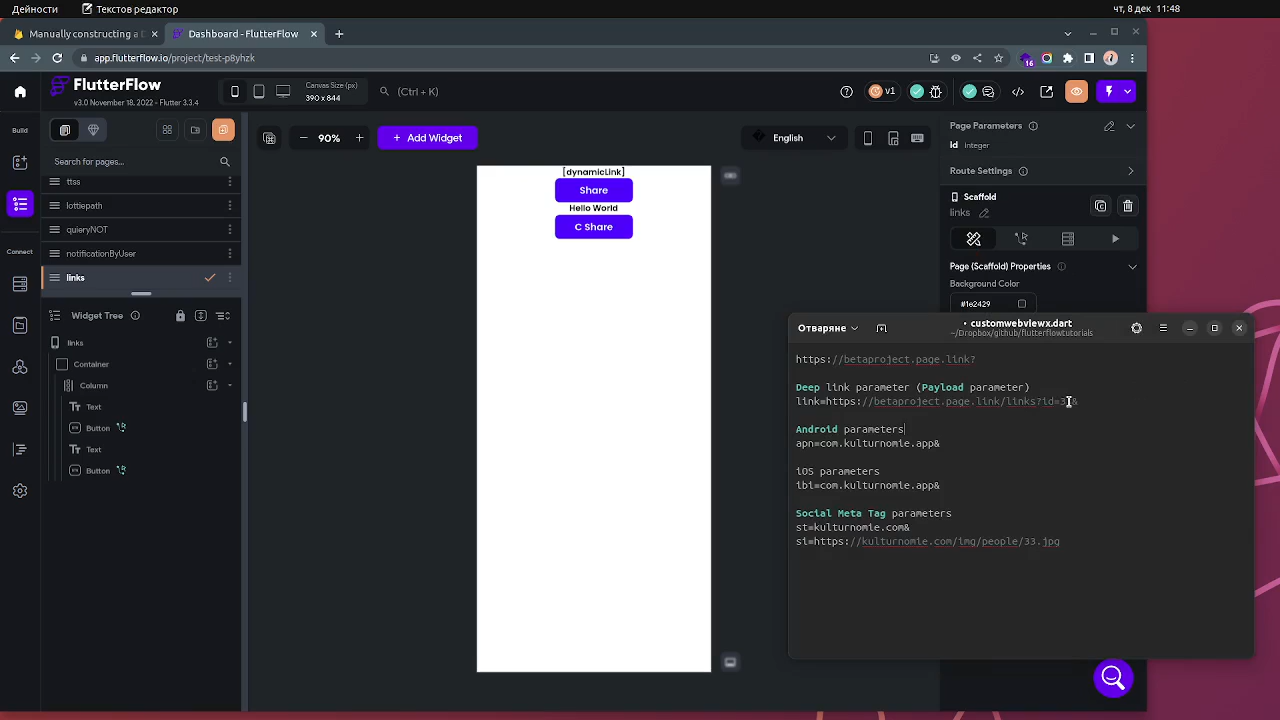 Дейности
Текстов редактор
чт, 8 дек 11:48
Manually constructing a D
Dashboard - FlutterFlow
app.flutterflow.io/project/test-p8yhzk
16
FlutterFlow
v3.0 November 18, 2022 - Flutter 3.3.4
Canvas Size (px)
390 x 844
(Ctrl + K)
v1
Build
Connect
Search for pages...
ttss
lottiepath
quieryNOT
notificationByUser
links
Widget Tree
links
Container
Column
Text
Button
Text
Button
90%
+ Add Widget
English
[dynamicLink]
Share
Hello World
C Share
Page Parameters
id integer
Route Settings
Scaffold
links
Page (Scaffold) Properties
Background Color
#1e2429
Отваряне
• customwebviewx.dart
~/Dropbox/github/flutterflowtutorials
https://betaproject.page.link?
Deep link parameter (Payload parameter)
link=https://betaproject.page.link/links?id=3&
Android parameters
apn=com.kulturnomie.app&
iOS parameters
ibi=com.kulturnomie.app&
Social Meta Tag parameters
st=kulturnomie.com&
si=https://kulturnomie.com/img/people/33.jpg